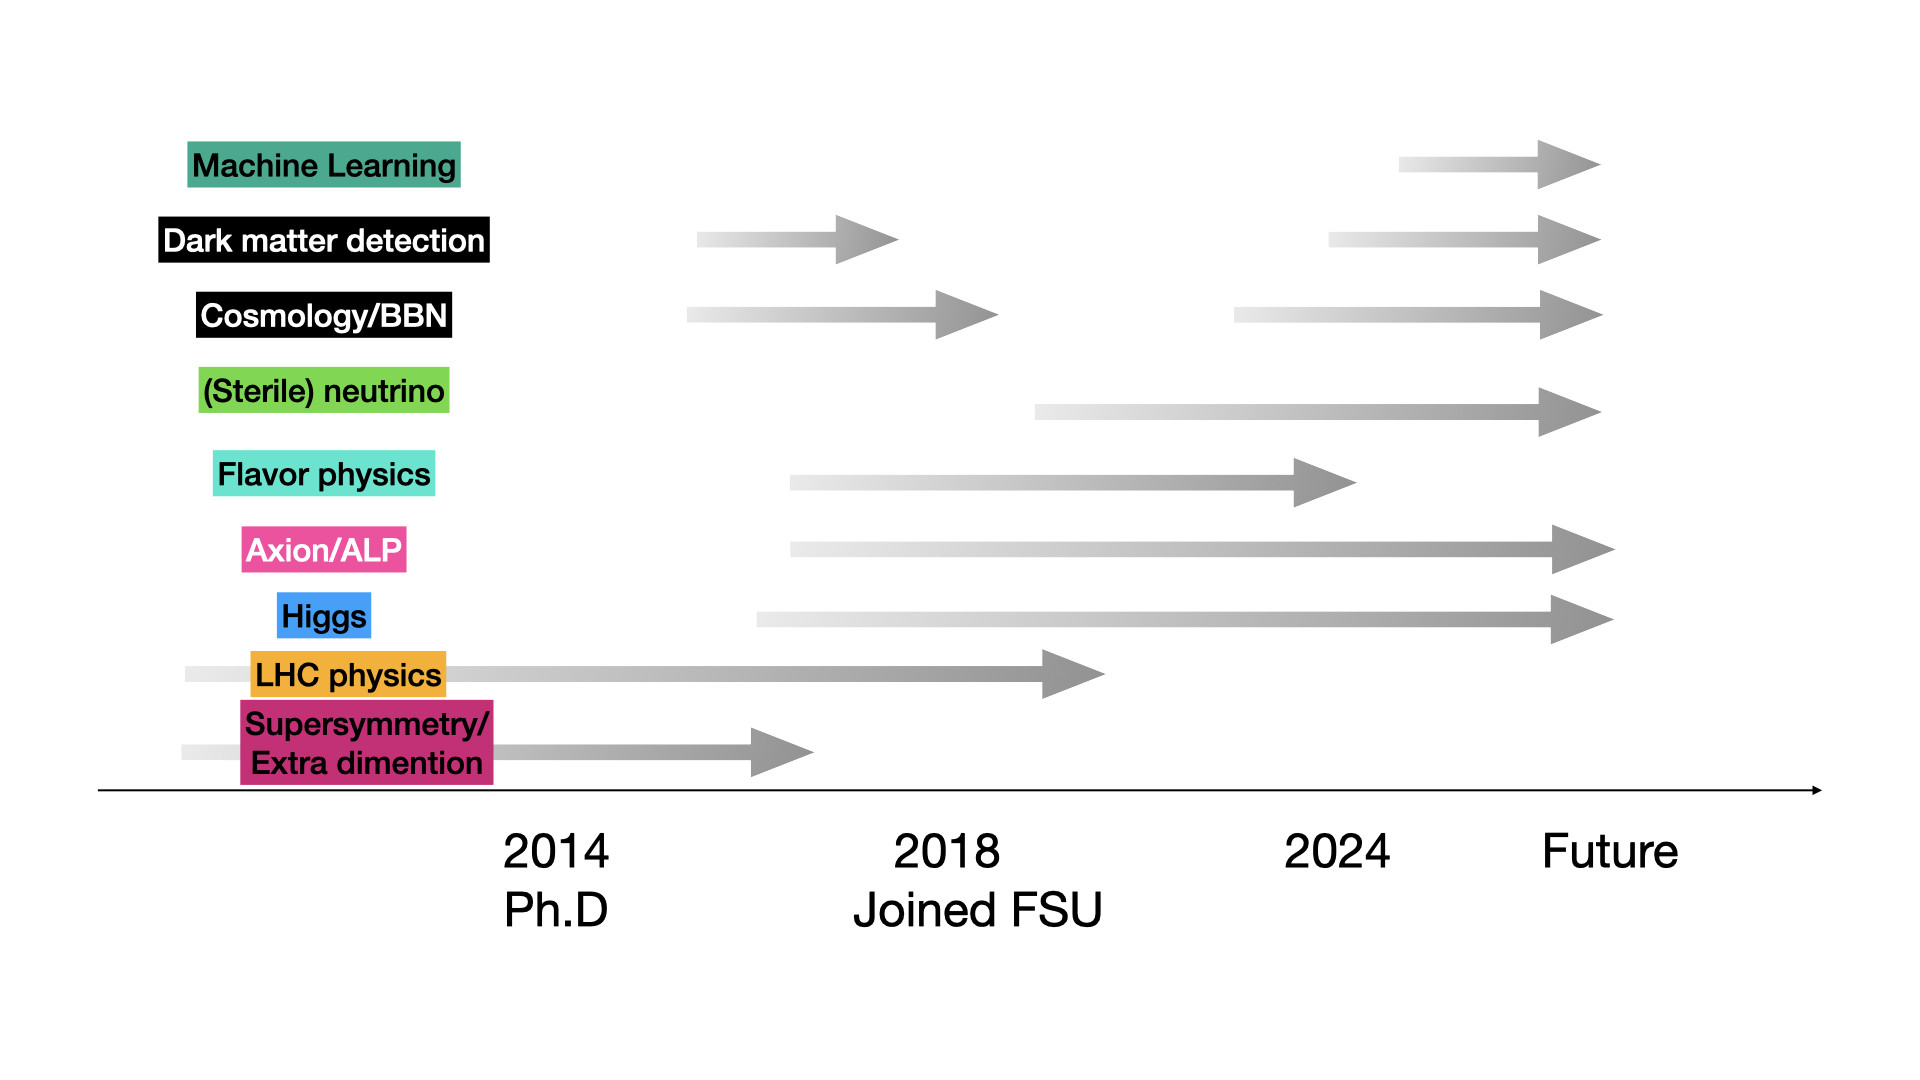 Machine Learning
Dark matter detection
Cosmology/BBN
(Sterile) neutrino
Flavor physics
Axion/ALP
Higgs
LHC physics
Supersymmetry/
Extra dimention
2014
Ph.D
2018
Joined FSU
2024
Future